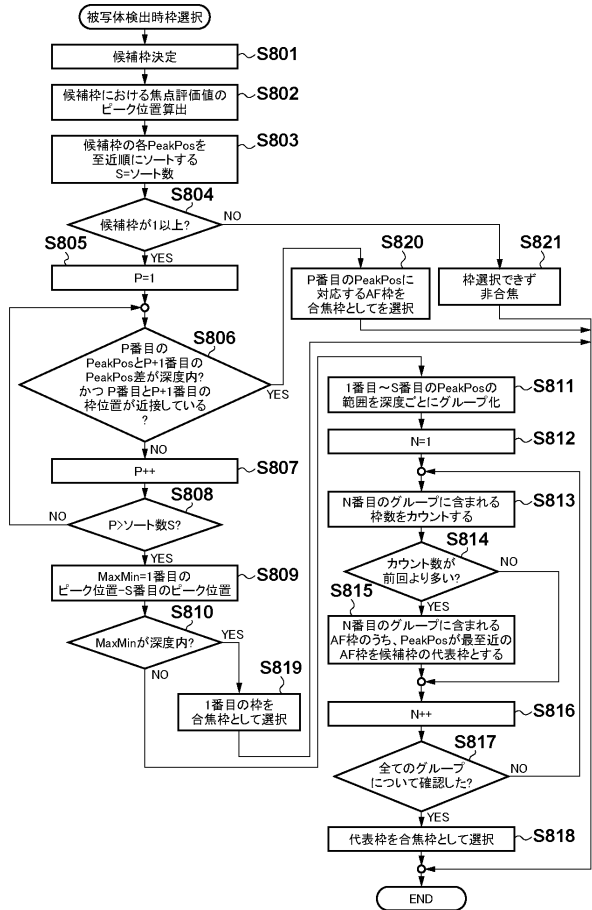 被写体検出時枠選択
候補枠決定
S801
候補枠における焦点評価値の
ピーク位置算出
S802
候補枠の各PeakPosを
至近順にソートする
S=ソート数
S803
候補枠が1以上?
S804
NO
YES
S805
P=1
P番目の
PeakPosとP+1番目の
PeakPos差が深度内?
かつ P番目とP+1番目の
枠位置が近接している
?
S806
YES
NO
P++
S807
P>ソート数S?
S808
NO
YES
MaxMin=1番目の
ピーク位置-S番目のピーク位置
S809
MaxMinが深度内?
S810
YES
NO
S819
1番目の枠を
合焦枠として選択
S820
P番目のPeakPosに
対応するAF枠を
合焦枠としてを選択
S821
枠選択できず
非合焦
1番目～S番目のPeakPosの
範囲を深度ごとにグループ化
S811
N=1
S812
N番目のグループに含まれる
枠数をカウントする
S813
カウント数が
前回より多い?
S814
NO
YES
S815
N番目のグループに含まれる
AF枠のうち、PeakPosが最至近の
AF枠を候補枠の代表枠とする
N++
S816
全てのグループ
について確認した?
S817
NO
YES
代表枠を合焦枠として選択
S818
END